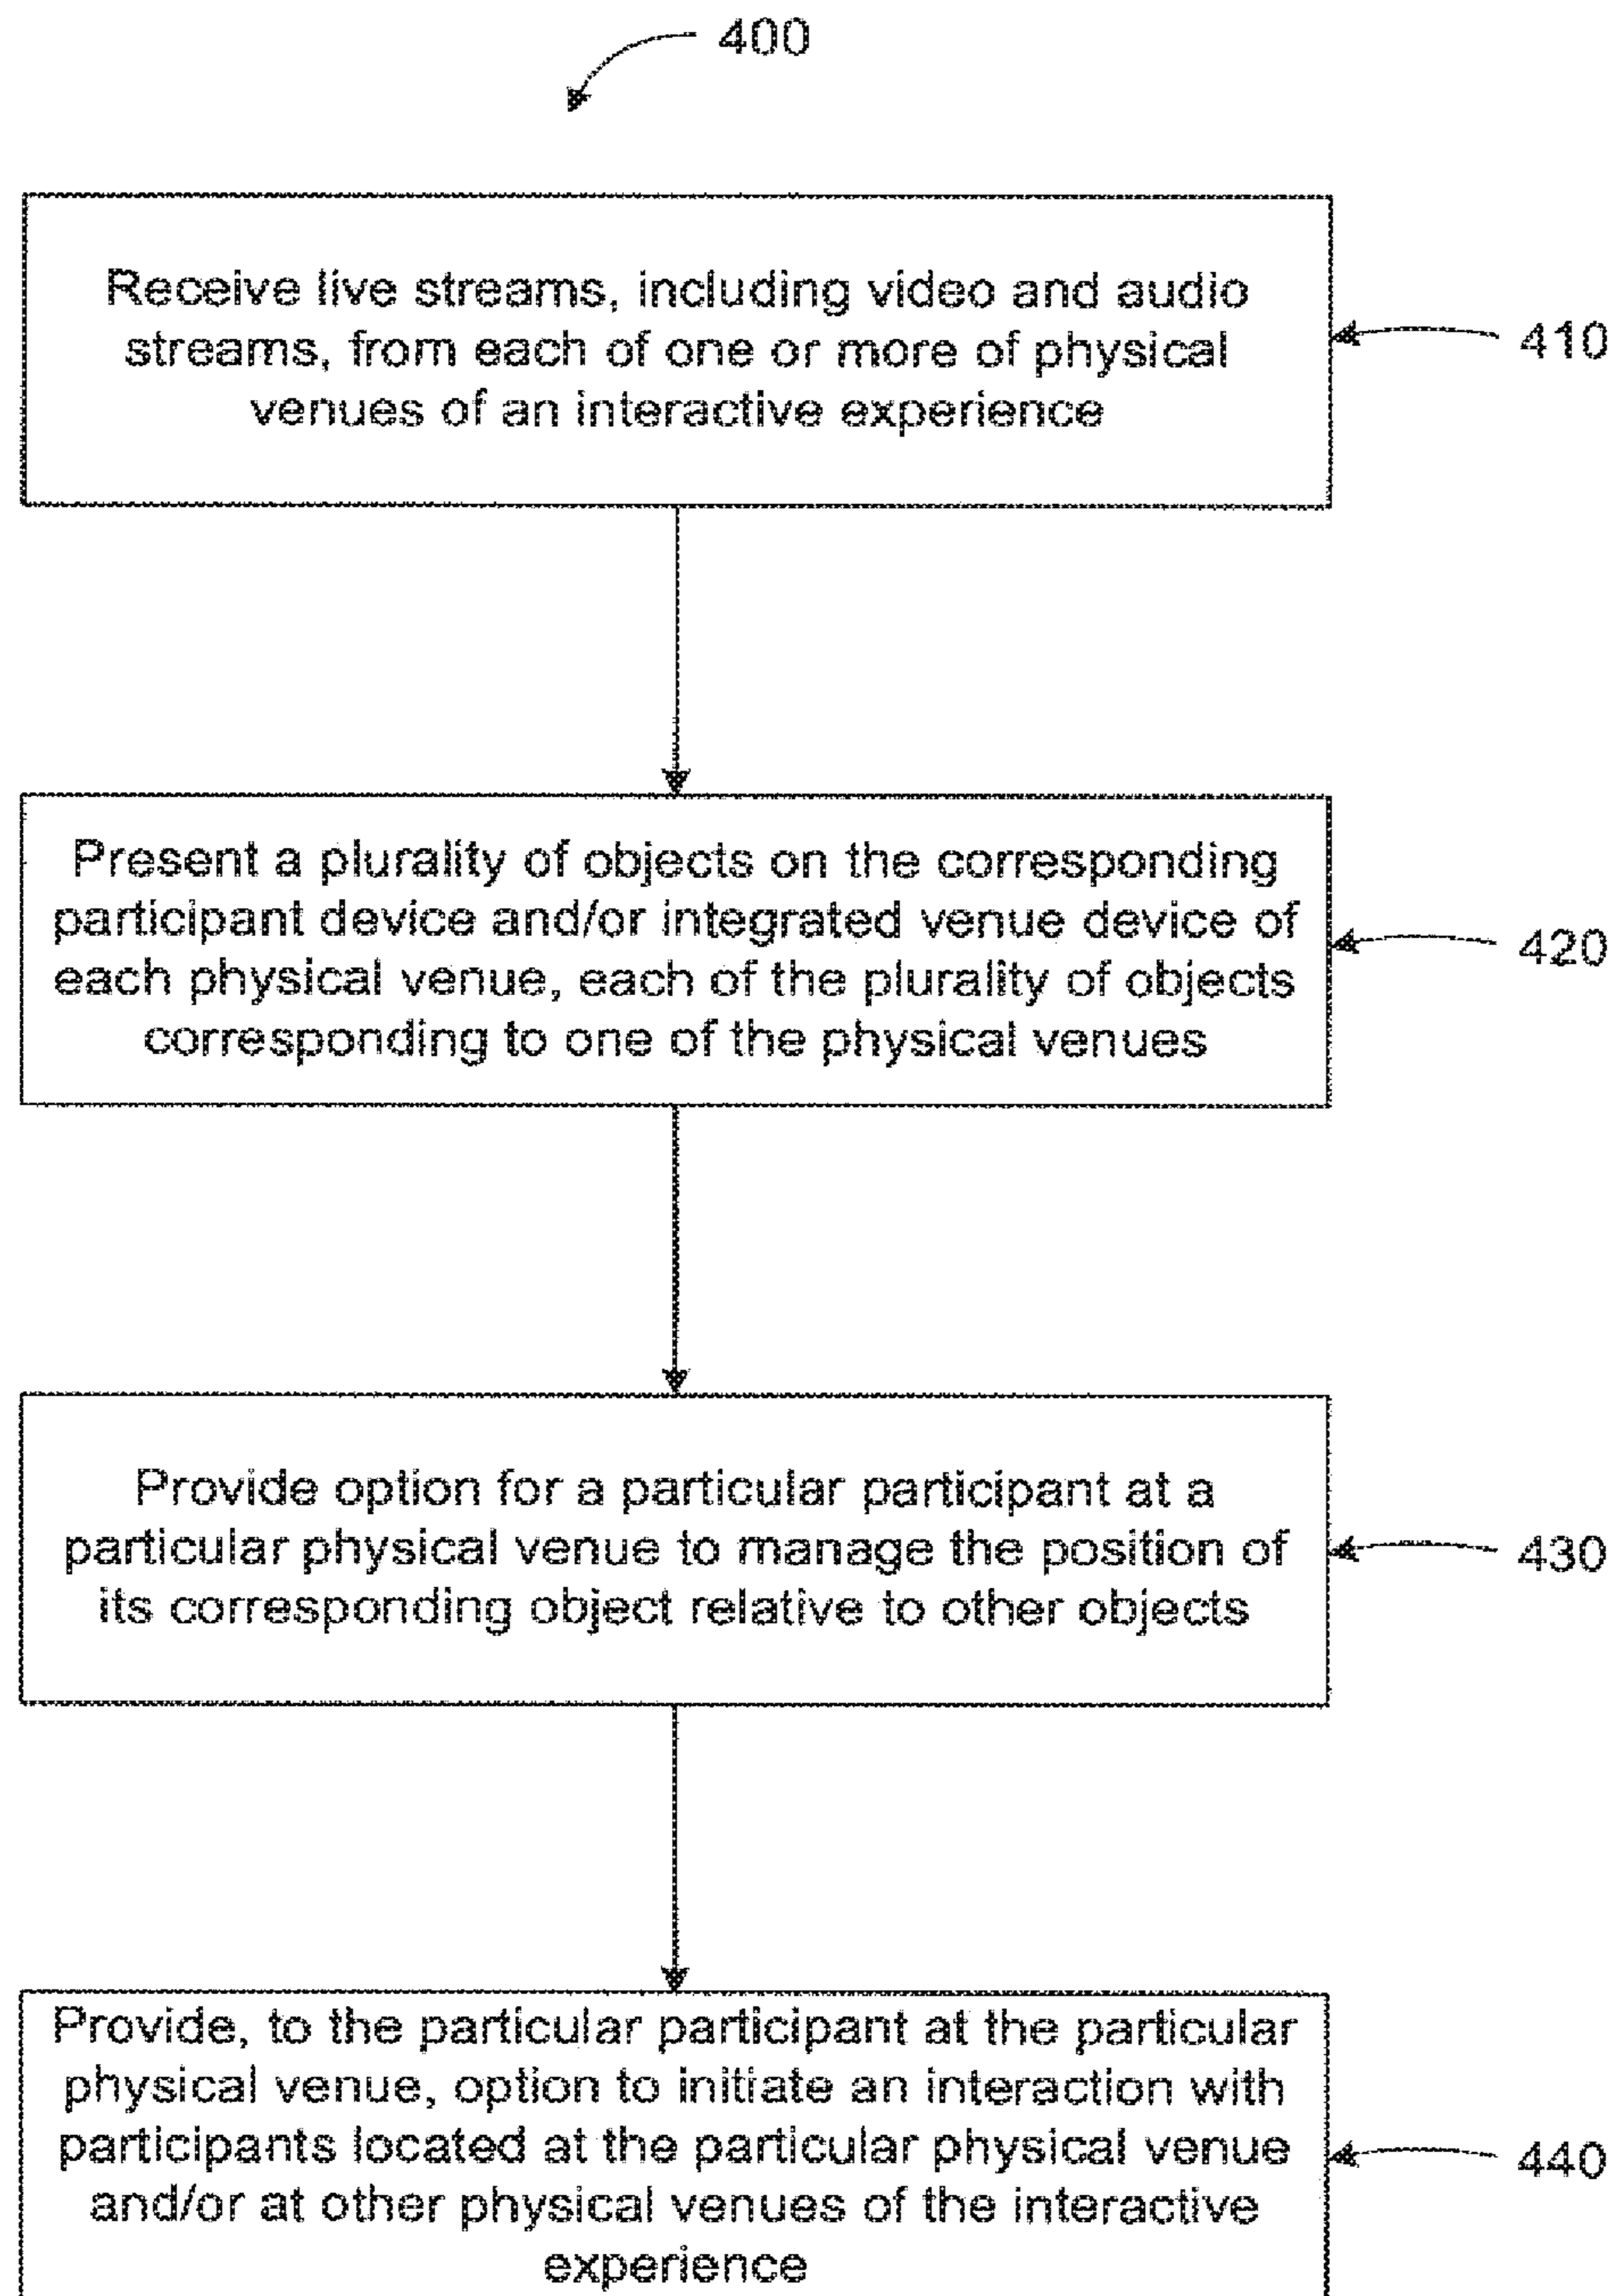 400
Receive live streams, including video and audio
streams, from each of one or more of physical
venues of an interactive experience
410
Present a plurality of objects on the corresponding
participant device and/or integrated venue device of
each physical venue, each of the plurality of objects
corresponding to one of the physical venues
420
Provide option for a particular participant at a
particular physical venue to manage the position of
its corresponding object relative to other objects
430
Provide, to the particular participant at the particular
physical venue, option to initiate an interaction with
participants located at the particular physical venue
and/or at other physical venues of the interactive
experience
440